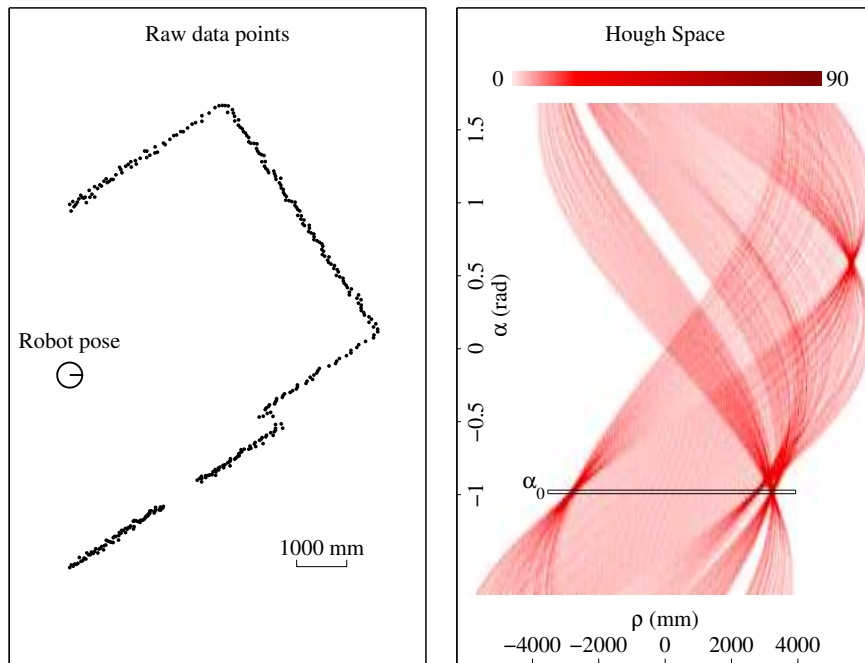 Raw data points
Robot pose
1000 mm
Hough Space
0 90
1.5
1
0.5
0
−0.5
−1
α (rad)
α0
ρ (mm)
−4000 −2000 0 2000 4000